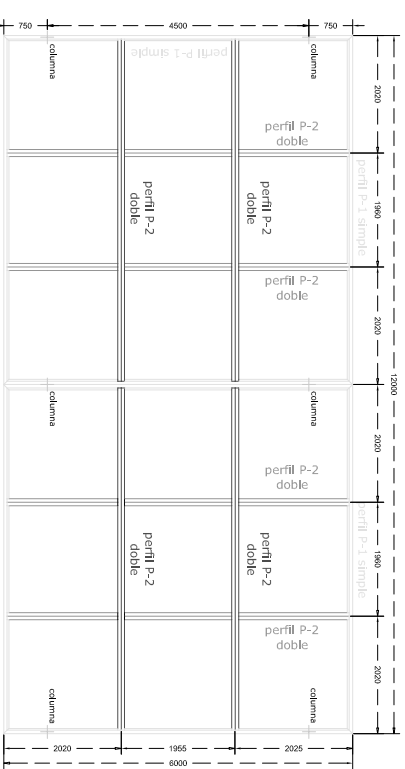 750
4500
750
columna
columna
perfil P-1 simple
2020
perfil P-2
doble
perfil P-1 simple
1960
perfil P-2
doble
perfil P-2
doble
perfil P-2
doble
2020
12000
columna
columna
2020
perfil P-2
doble
perfil P-1 simple
1960
perfil P-2
doble
perfil P-2
doble
perfil P-2
doble
2020
columna
columna
2020
1955
2025
6000